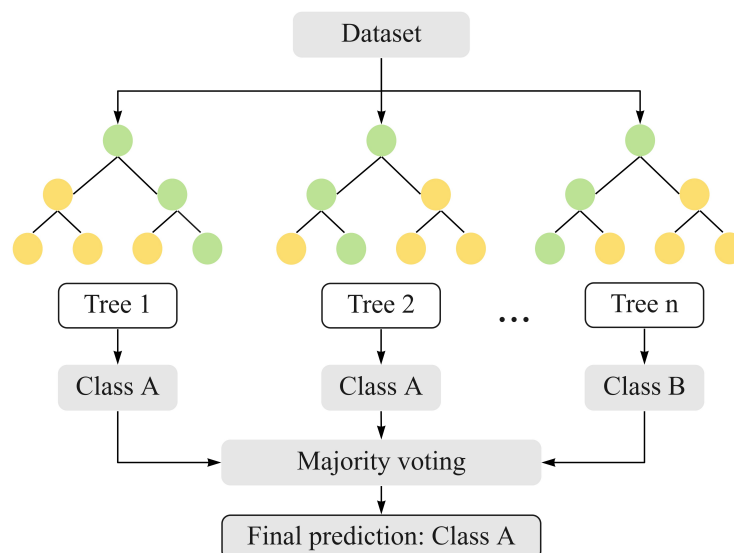 Dataset
Tree 1
Tree 2
...
Tree n
Class A
Class A
Class B
Majority voting
Final prediction: Class A